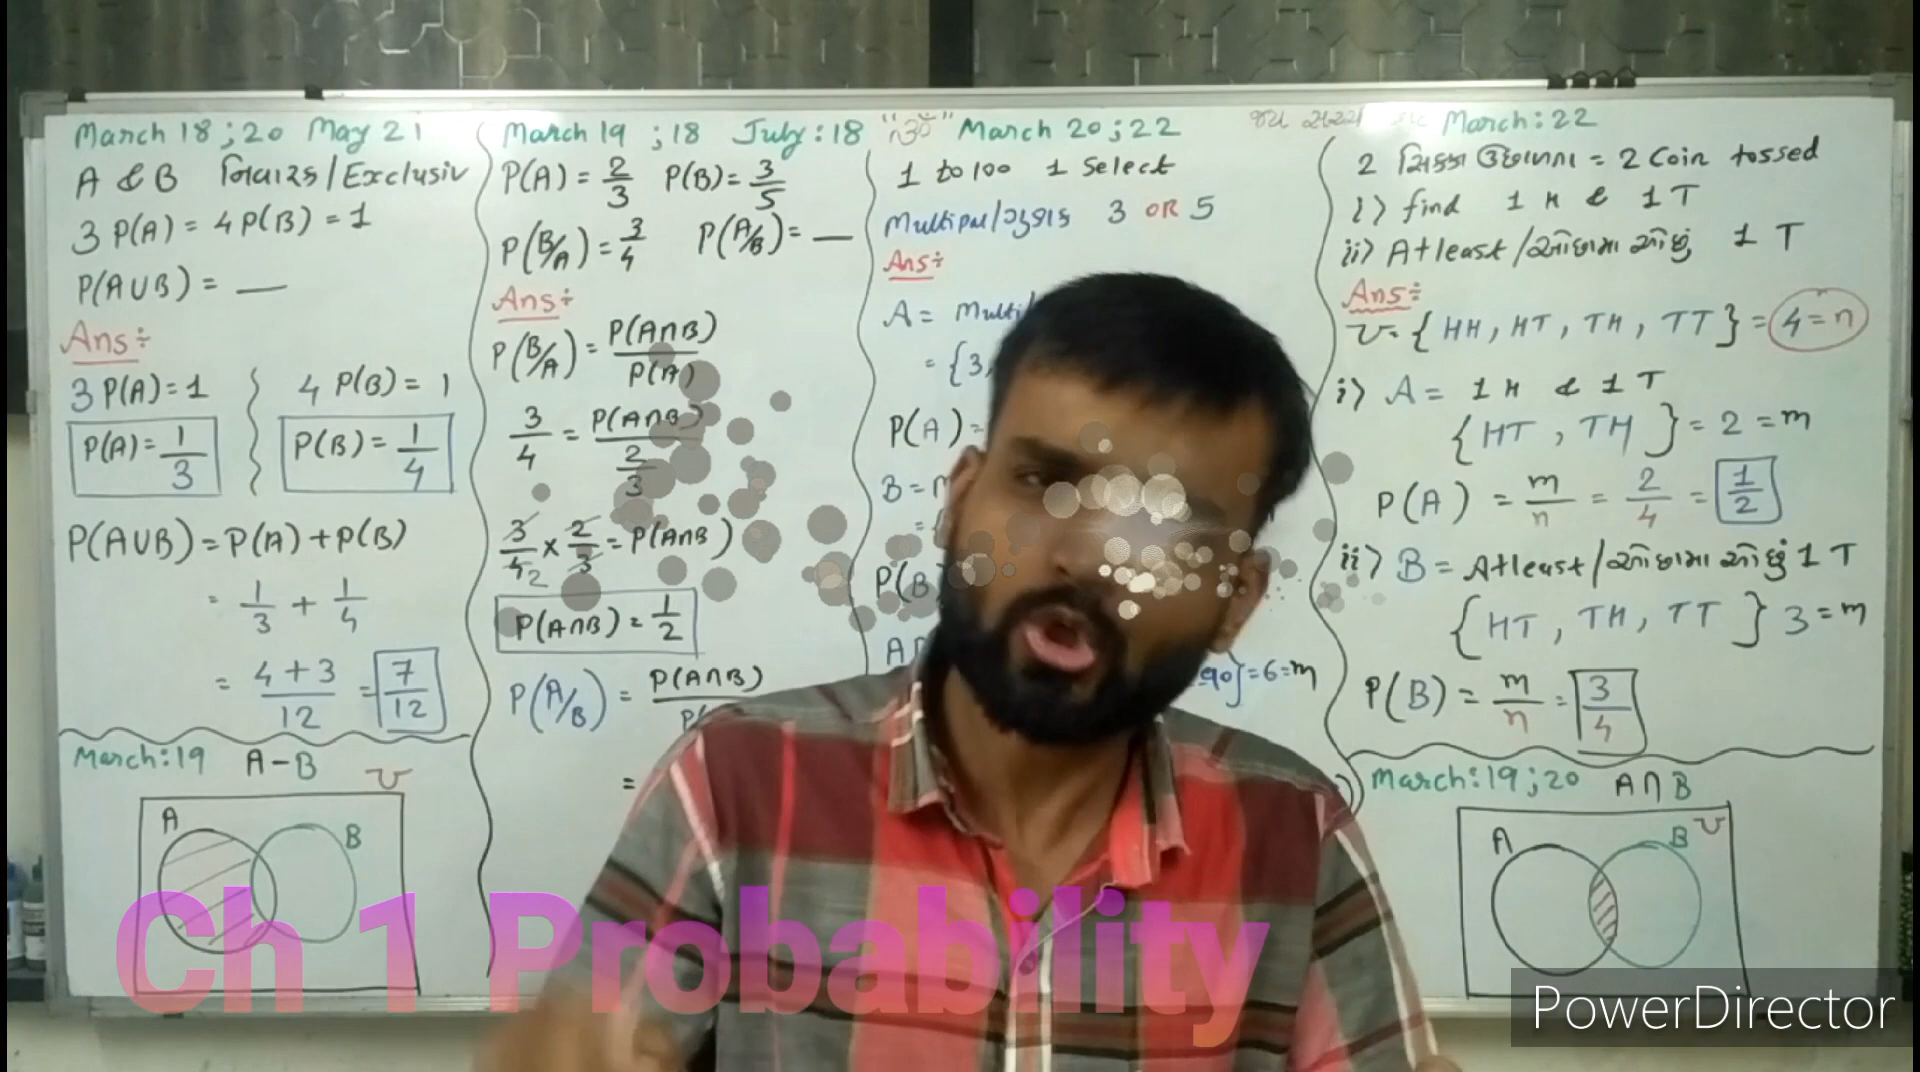 March 18 ; 20 May 21
A & B નિવારક / Exclusiv
3 P(A) = 4 P(B) = 1
P(A∪B) = __
Ans ÷
3 P(A) = 1
P(A) = 1/3
4 P(B) = 1
P(B) = 1/4
P(A∪B) = P(A) + P(B)
= 1/3 + 1/4
= 4+3/12 = 7/12
March : 19 A - B
U
A
B
March 19 ; 18 July : 18
P(A) = 2/3 P(B) = 3/5
P(B/A) = 3/4 P(A/B) = __
Ans ÷
P(B/A) = P(A∩B)/P(A)
3/4 = P(A∩B)/2/3
3/4 2 × 2/3 = P(A∩B)
P(A∩B) = 1/2
P(A/B) = P(A∩B)/P(
=
March 20 ; 22
1 to 100 1 Select
3 OR 5
Ans ÷
A = Multi
= {3,
P(A) =
B =
= {
P(B
A∩
90} = 6 = m
March : 22
2 સિક્કા ઉછાળતા = 2 Coin tossed
i) find 1 H & 1 T
ii) Atleast / ઓછામા ઓછું 1 T
Ans ÷
U = { HH, HT, TH, TT } = 4 = n
i) A = 1 H & 1 T
{ HT, TH } = 2 = m
P(A) = m/n = 2/4 = 1/2
ii) B = Atleast / ઓછામા ઓછું 1 T
{ HT, TH, TT } 3 = m
P(B) = m/n = 3/4
March : 19 ; 20 A∩B
U
A
B
Ch 1 Probability
PowerDirector